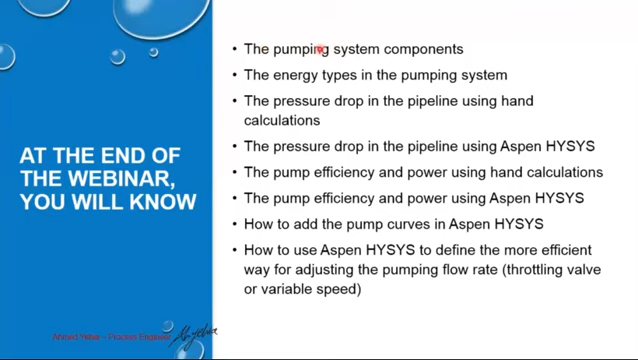 AT THE END OF
THE WEBINAR,
YOU WILL KNOW
• The pumping system components
• The energy types in the pumping system
• The pressure drop in the pipeline using hand
calculations
• The pressure drop in the pipeline using Aspen HYSYS
• The pump efficiency and power using hand calculations
• The pump efficiency and power using Aspen HYSYS
• How to add the pump curves in Aspen HYSYS
• How to use Aspen HYSYS to define the more efficient
way for adjusting the pumping flow rate (throttling valve
or variable speed)
Ahmed – Process Engineer